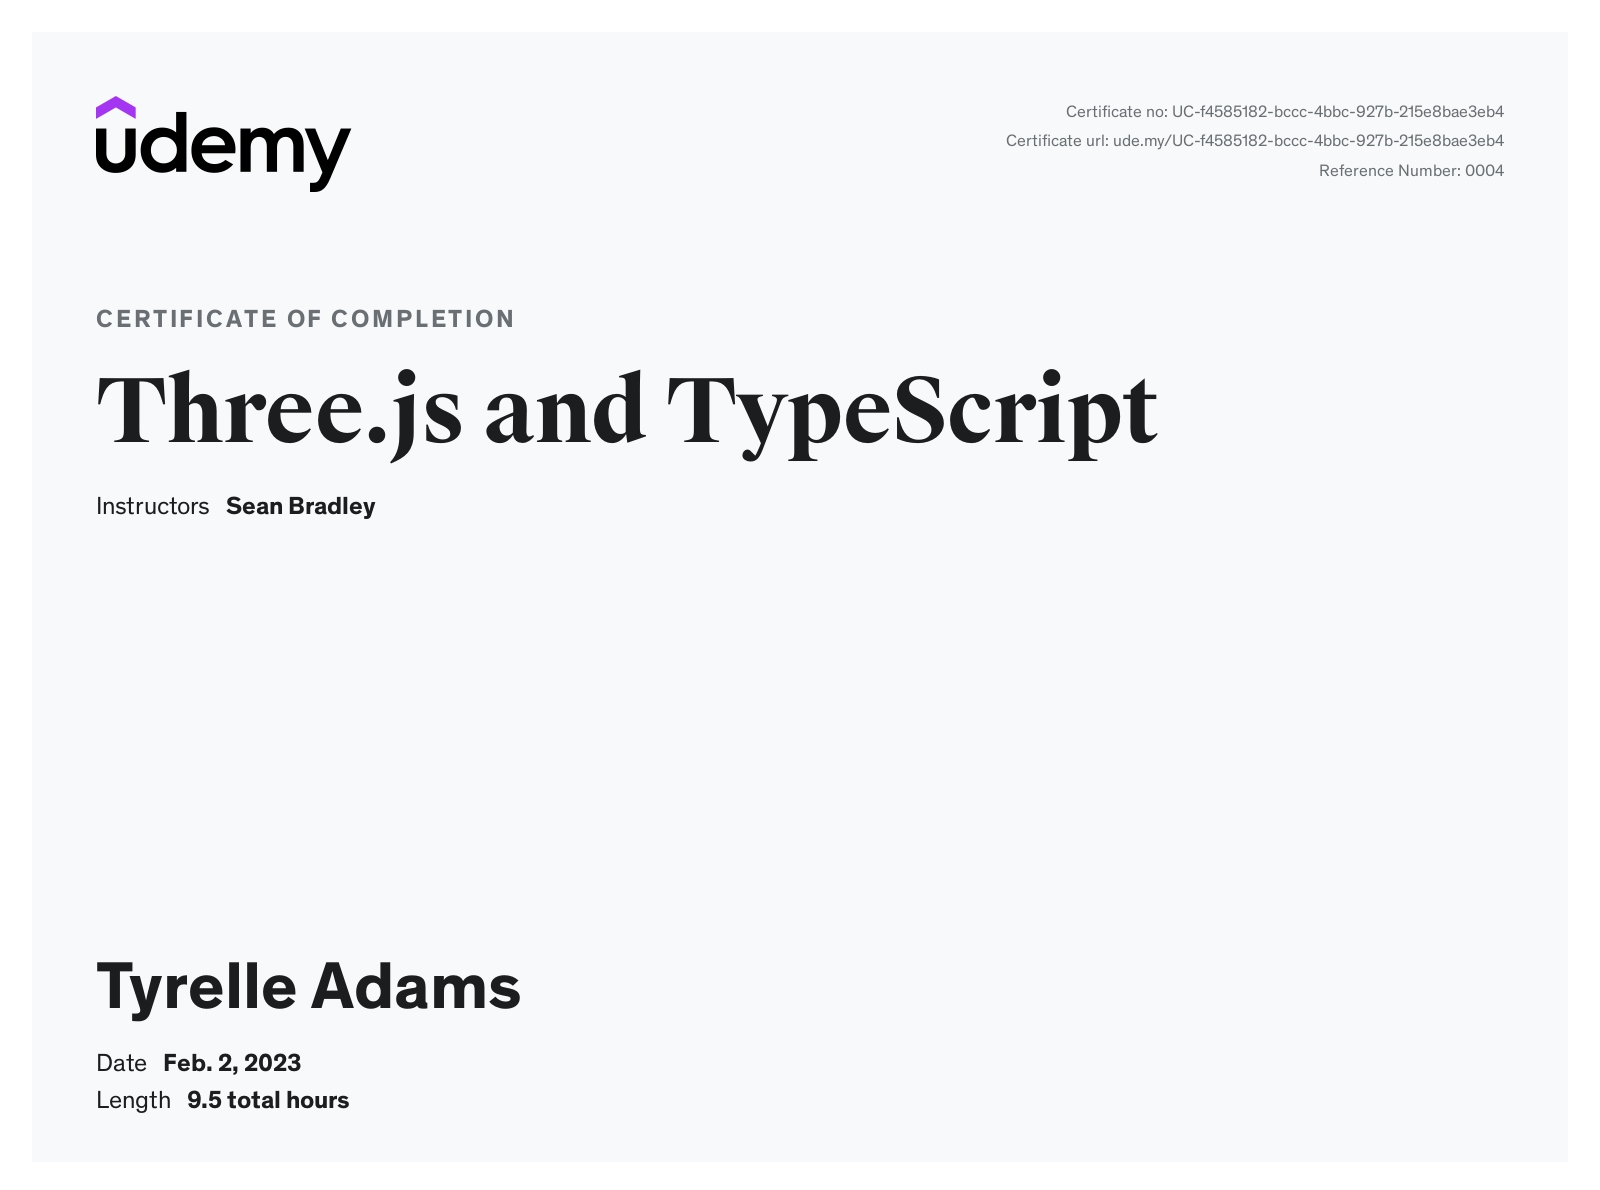 udemy
Certificate no: UC-f4585182-bccc-4bbc-927b-215e8bae3eb4
Certificate url: ude.my/UC-f4585182-bccc-4bbc-927b-215e8bae3eb4
Reference Number: 0004
CERTIFICATE OF COMPLETION
Three.js and TypeScript
Instructors Sean Bradley
Tyrelle Adams
Date Feb. 2, 2023
Length 9.5 total hours